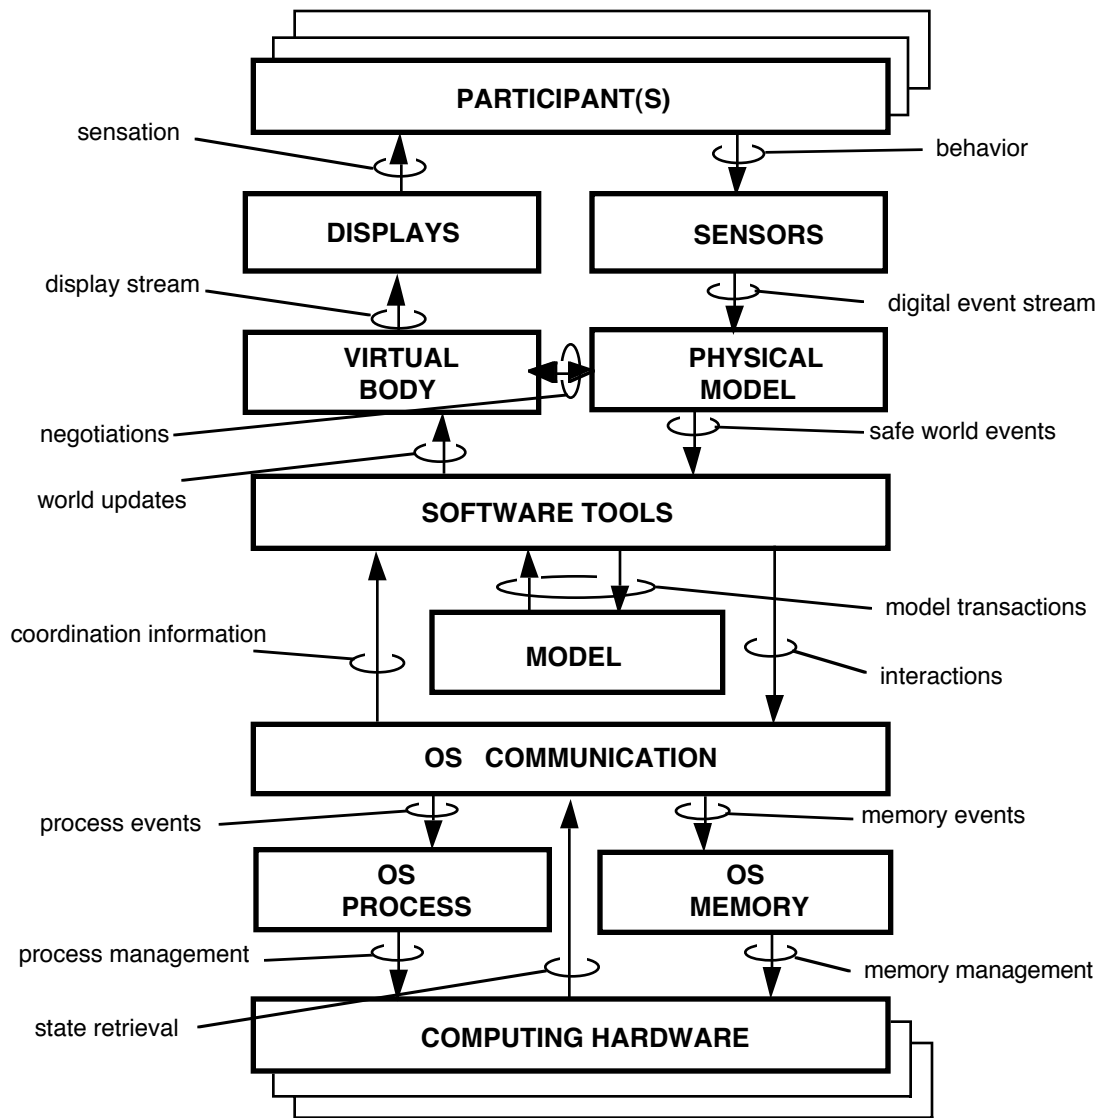 PARTICIPANT(S)
sensation
behavior
DISPLAYS
SENSORS
display stream
digital event stream
VIRTUAL
BODY
PHYSICAL
MODEL
negotiations
safe world events
world updates
SOFTWARE TOOLS
model transactions
coordination information
MODEL
interactions
OS COMMUNICATION
process events
memory events
OS
PROCESS
OS
MEMORY
process management
memory management
state retrieval
COMPUTING HARDWARE